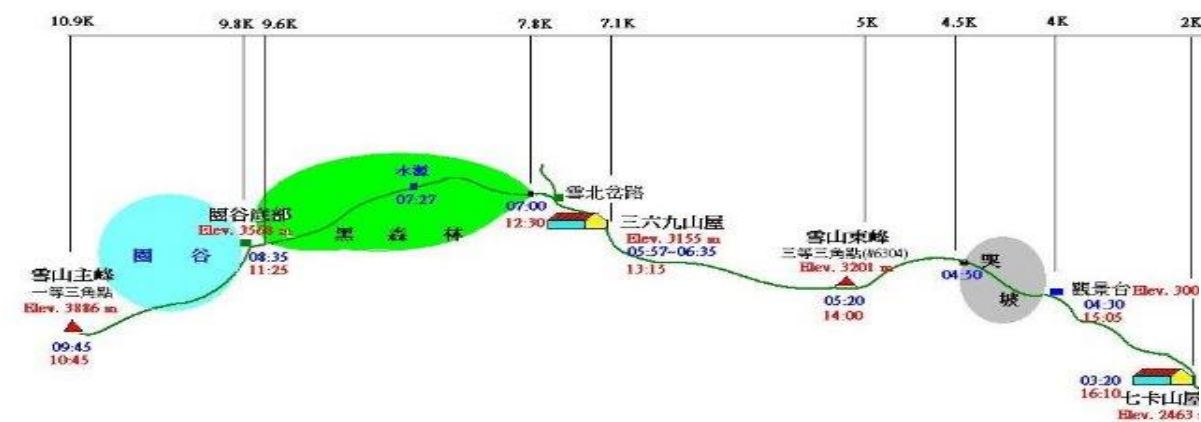 10.9K 9.8K 9.6K 7.8K 7.1K 5K 4.5K 4K 2K
水源
07:27
雪北岔路
07:00
12:30
圈谷底部
Elev. 3568 m
08:35
11:25
黑 森 林
圈 谷
三六九山屋
Elev. 3155 m
05:57~06:35
13:15
雪山主峰
一等三角點
Elev. 3886 m
09:45
10:45
雪山東峰
三等三角點(#6304)
Elev. 3201 m
05:20
14:00
04:50
哭
坡
觀景台 Elev. 300
04:30
15:05
03:20
16:10
七卡山屋
Elev. 2463